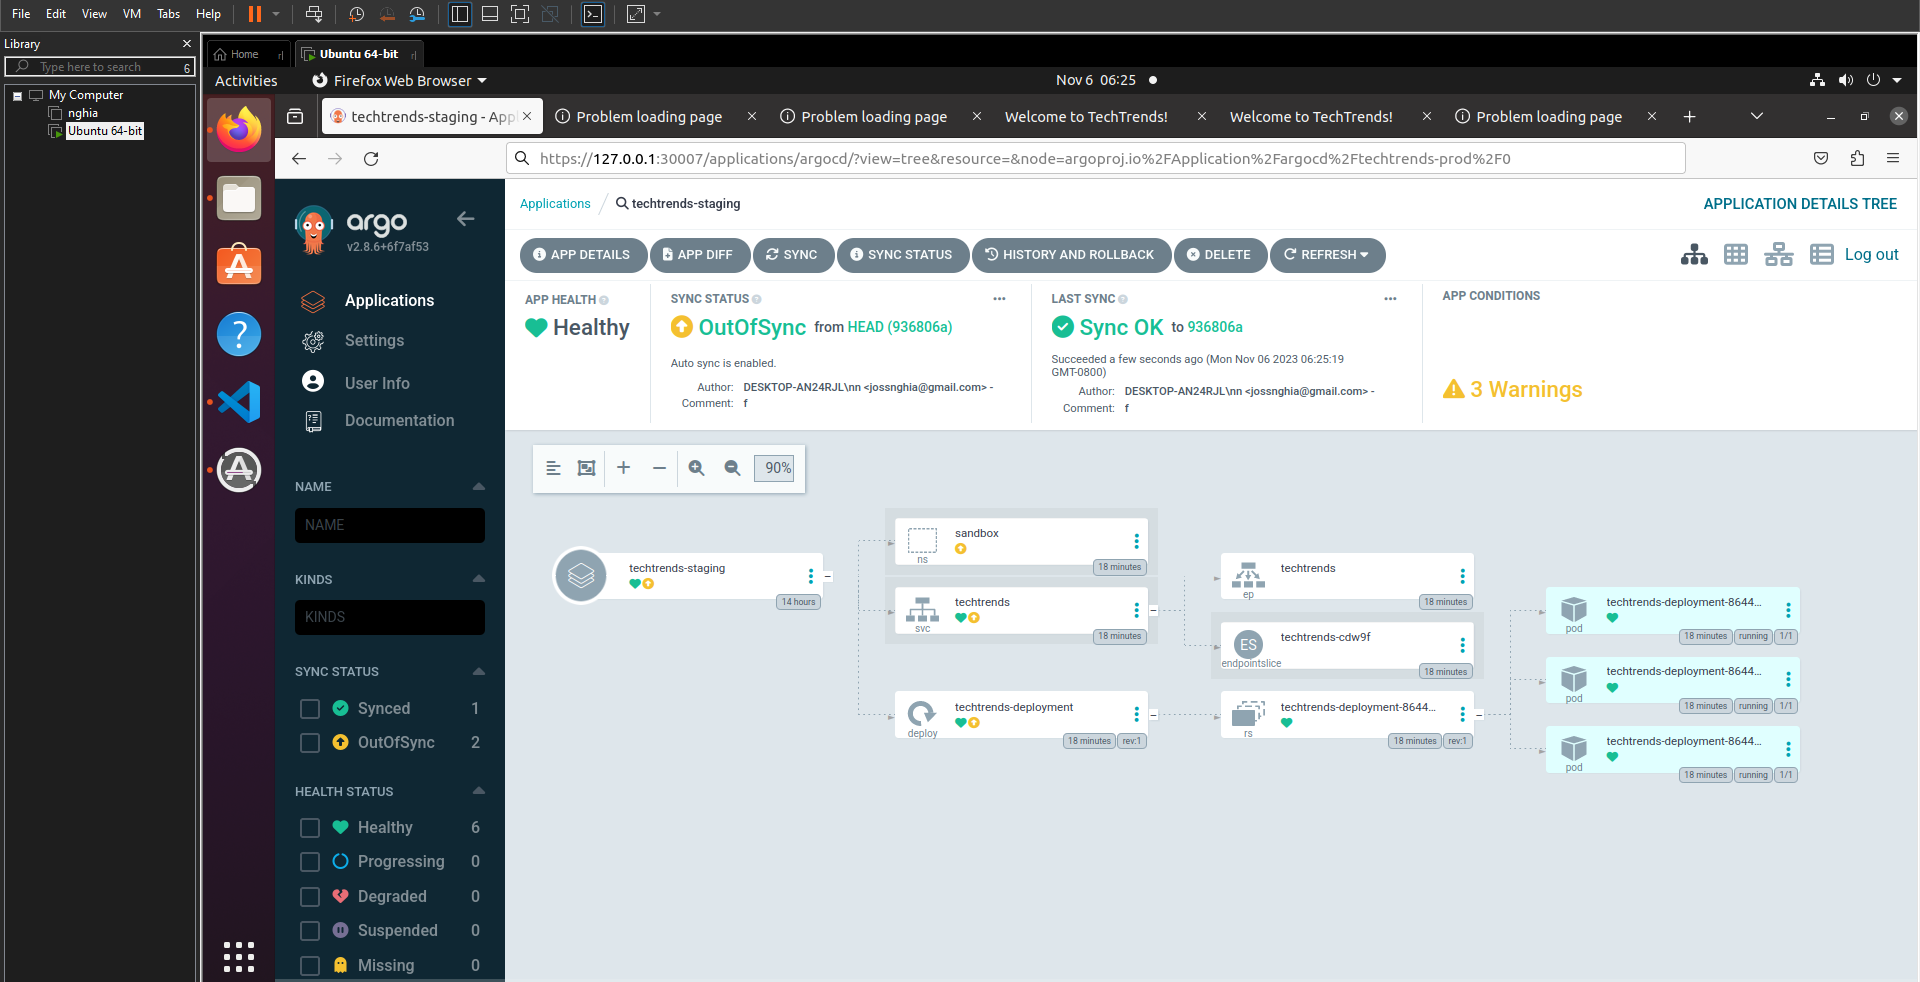 File Edit View VM Tabs Help
Library
Type here to search
6
My Computer
nghia
Ubuntu 64-bit
Home
Ubuntu 64-bit
Activities
Firefox Web Browser
Nov 6 06:25
techtrends-staging - App
Problem loading page
Problem loading page
Welcome to TechTrends!
Welcome to TechTrends!
Problem loading page
https://127.0.0.1:30007/applications/argocd/?view=tree&resource=&node=argoproj.io%2FApplication%2Fargocd%2Ftechtrends-prod%2F0
argo
v2.8.6+6f7af53
Applications
Settings
User Info
Documentation
NAME
NAME
KINDS
KINDS
SYNC STATUS
Synced 1
OutOfSync 2
HEALTH STATUS
Healthy 6
Progressing 0
Degraded 0
Suspended 0
Missing 0
Applications / techtrends-staging
APPLICATION DETAILS TREE
APP DETAILS
APP DIFF
SYNC
SYNC STATUS
HISTORY AND ROLLBACK
DELETE
REFRESH
Log out
APP HEALTH
Healthy
SYNC STATUS
OutOfSync from HEAD (936806a)
Auto sync is enabled.
Author: DESKTOP-AN24RJL\nn <jossnghia@gmail.com> -
Comment: f
LAST SYNC
Sync OK to 936806a
Succeeded a few seconds ago (Mon Nov 06 2023 06:25:19
GMT-0800)
Author: DESKTOP-AN24RJL\nn <jossnghia@gmail.com> -
Comment: f
APP CONDITIONS
3 Warnings
90%
techtrends-staging
14 hours
sandbox
ns
18 minutes
techtrends
svc
18 minutes
techtrends-deployment
deploy
18 minutes rev:1
techtrends
ep
18 minutes
ES
techtrends-cdw9f
endpointslice
18 minutes
techtrends-deployment-8644...
rs
18 minutes rev:1
techtrends-deployment-8644...
pod
18 minutes running 1/1
techtrends-deployment-8644...
pod
18 minutes running 1/1
techtrends-deployment-8644...
pod
18 minutes running 1/1